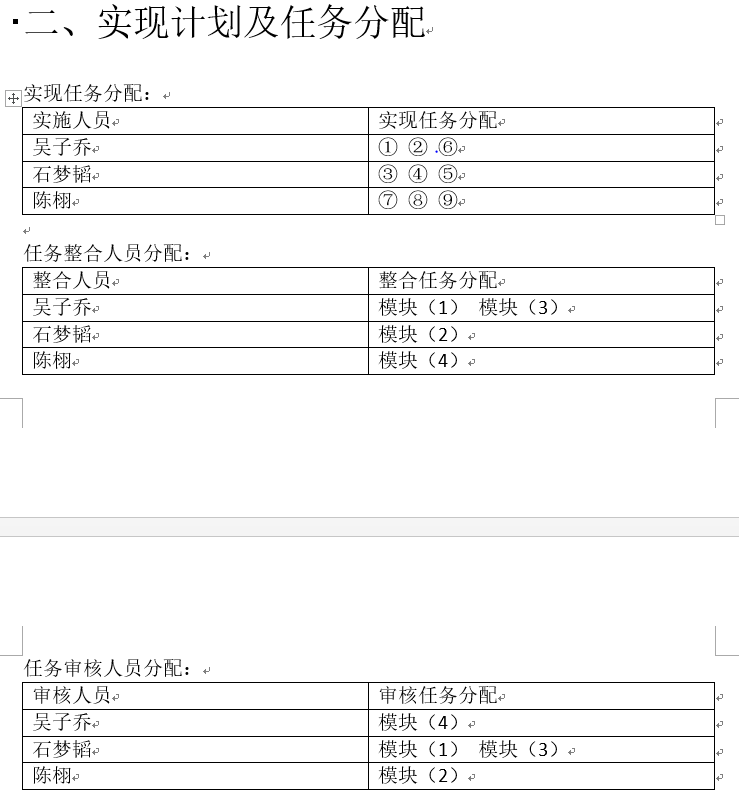 二、实现计划及任务分配
实现任务分配：
实施人员 实现任务分配
吴子乔 ① ② ⑥
石梦韬 ③ ④ ⑤
陈栩 ⑦ ⑧ ⑨
任务整合人员分配：
整合人员 整合任务分配
吴子乔 模块（1） 模块（3）
石梦韬 模块（2）
陈栩 模块（4）
任务审核人员分配：
审核人员 审核任务分配
吴子乔 模块（4）
石梦韬 模块（1） 模块（3）
陈栩 模块（2）